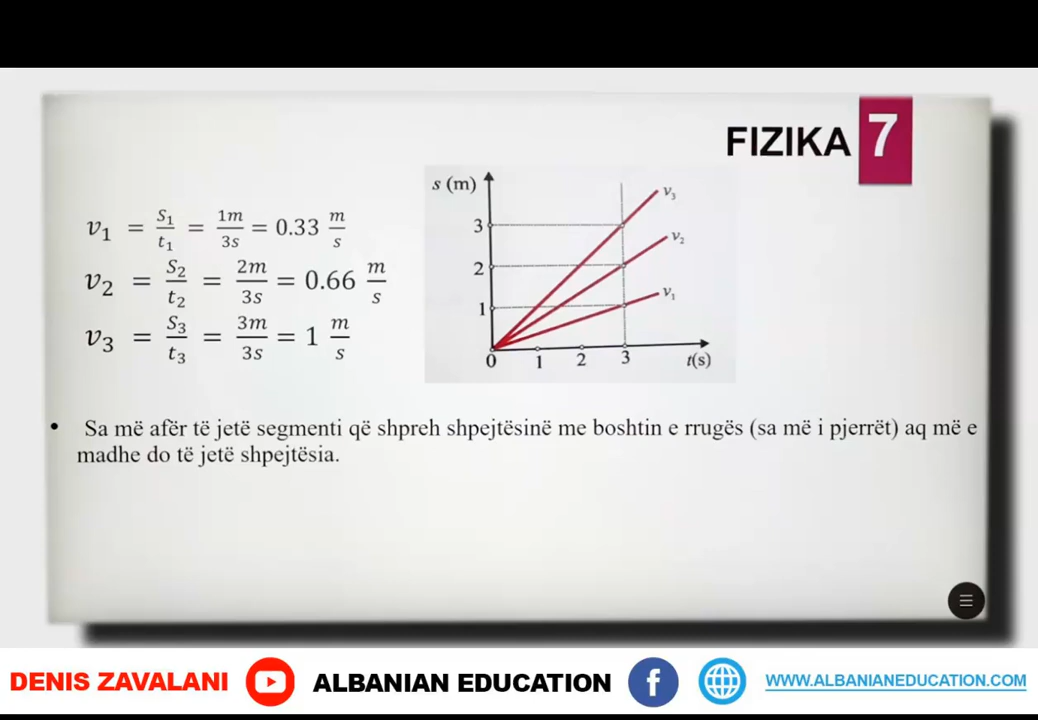 FIZIKA 7
v₁ = S₁/t₁ = 1m/3s = 0.33 m/s
v₂ = S₂/t₂ = 2m/3s = 0.66 m/s
v₃ = S₃/t₃ = 3m/3s = 1 m/s
s (m)
v₃
3
v₂
2
v₁
1
0 1 2 3 t(s)
• Sa më afër të jetë segmenti që shpreh shpejtësinë me boshtin e rrugës (sa më i pjerrët) aq më e
madhe do të jetë shpejtësia.
DENIS ZAVALANI ALBANIAN EDUCATION f WWW.ALBANIANEDUCATION.COM